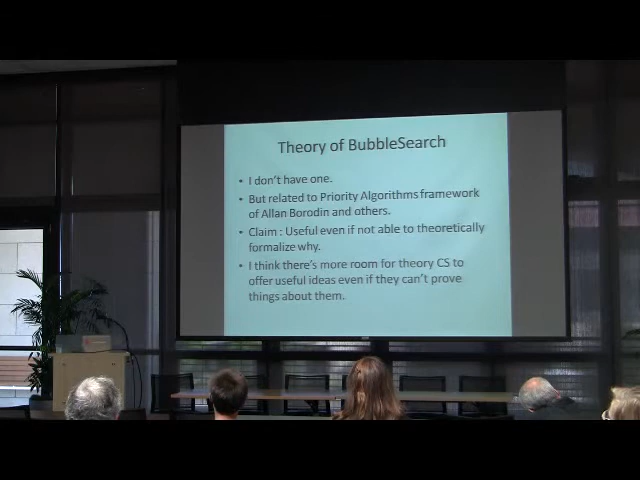 Theory of BubbleSearch
• I don't have one.
• But related to Priority Algorithms framework
of Allan Borodin and others.
• Claim : Useful even if not able to theoretically
formalize why.
• I think there's more room for theory CS to
offer useful ideas even if they can't prove
things about them.